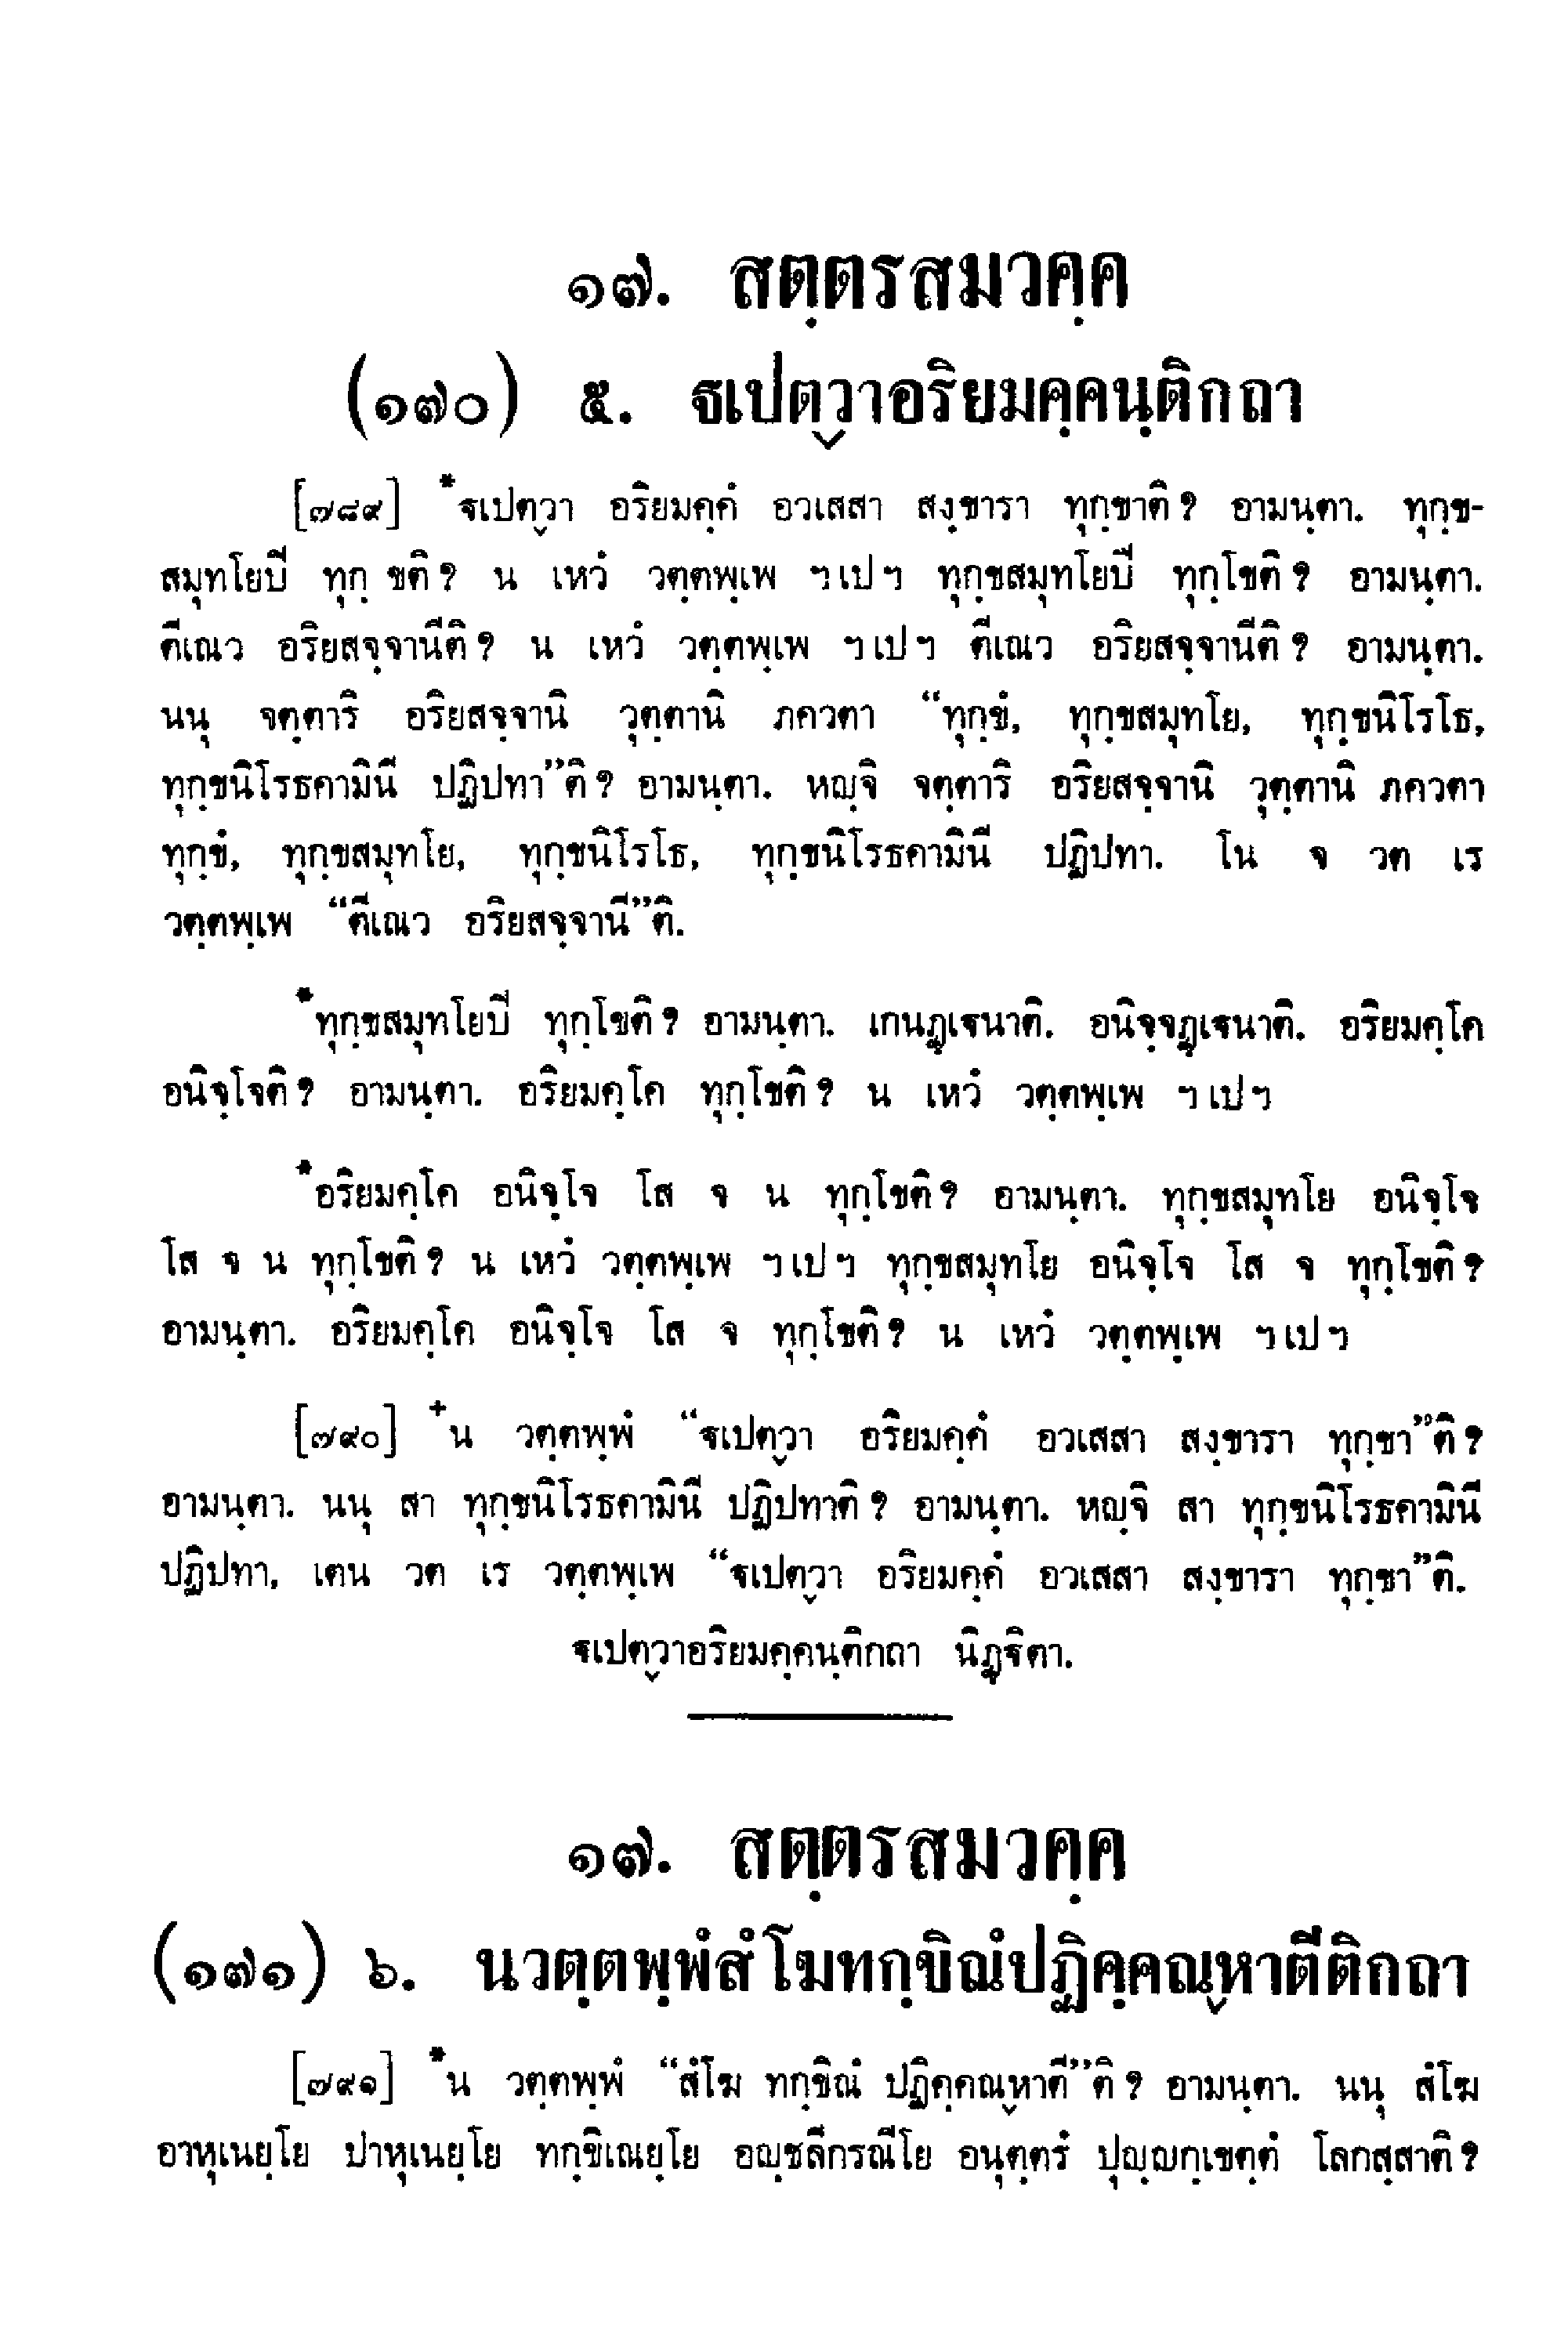 ๑๗. สตฺตรสมวคฺค
(๑๗๐) ๕. ฐเปตฺวาอริยมคฺคนฺติกถา
[๗๘๙] *ฐเปตฺวา อริยมคฺคํ อวเสสา สงฺขารา ทุกฺขาติ? อามนฺตา. ทุกฺข-
สมุทโยปิ ทุกฺ ขติ? น เหวํ วตฺตพฺเพ ฯเปฯ ทุกฺขสมุทโยปิ ทุกฺโขติ? อามนฺตา.
ตีเณว อริยสจฺจานีติ? น เหวํ วตฺตพฺเพ ฯเปฯ ตีเณว อริยสจฺจานีติ? อามนฺตา.
นนุ จตฺตาริ อริยสจฺจานิ วุตฺตานิ ภควตา “ทุกฺขํ, ทุกฺขสมุทโย, ทุกฺขนิโรโธ,
ทุกฺขนิโรธคามินี ปฏิปทา”ติ? อามนฺตา. หญฺจิ จตฺตาริ อริยสจฺจานิ วุตฺตานิ ภควตา
ทุกฺขํ, ทุกฺขสมุทโย, ทุกฺขนิโรโธ, ทุกฺขนิโรธคามินี ปฏิปทา. โน จ วต เร
วตฺตพฺเพ “ตีเณว อริยสจฺจานี”ติ.
*ทุกฺขสมุทโยปิ ทุกฺโขติ? อามนฺตา. เกนฏฺเฐนาติ. อนิจฺจฏฺเฐนาติ. อริยมคฺโค
อนิจฺโจติ? อามนฺตา. อริยมคฺโค ทุกฺโขติ? น เหวํ วตฺตพฺเพ ฯเปฯ
*อริยมคฺโค อนิจฺโจ โส จ น ทุกฺโขติ? อามนฺตา. ทุกฺขสมุทโย อนิจฺโจ
โส จ น ทุกฺโขติ? น เหวํ วตฺตพฺเพ ฯเปฯ ทุกฺขสมุทโย อนิจฺโจ โส จ ทุกฺโขติ?
อามนฺตา. อริยมคฺโค อนิจฺโจ โส จ ทุกฺโขติ? น เหวํ วตฺตพฺเพ ฯเปฯ
[๗๙๐] +น วตฺตพฺพํ “ฐเปตฺวา อริยมคฺคํ อวเสสา สงฺขารา ทุกฺขา”ติ?
อามนฺตา. นนุ สา ทุกฺขนิโรธคามินี ปฏิปทาติ? อามนฺตา. หญฺจิ สา ทุกฺขนิโรธคามินี
ปฏิปทา, เตน วต เร วตฺตพฺเพ “ฐเปตฺวา อริยมคฺคํ อวเสสา สงฺขารา ทุกฺขา”ติ.
ฐเปตฺวาอริยมคฺคนฺติกถา นิฏฺฐิตา.
๑๗. สตฺตรสมวคฺค
(๑๗๑) ๖. นวตฺตพฺพํสํโฆทกฺขิณํปฏิคฺคณฺหาตีติกถา
[๗๙๑] *น วตฺตพฺพํ “สํโฆ ทกฺขิณํ ปฏิคฺคณฺหาตี”ติ? อามนฺตา. นนุ สํโฆ
อาหุเนยฺโย ปาหุเนยฺโย ทกฺขิเณยฺโย อญฺชลีกรณีโย อนุตฺตรํ ปุญฺญกฺเขตฺตํ โลกสฺสาติ?